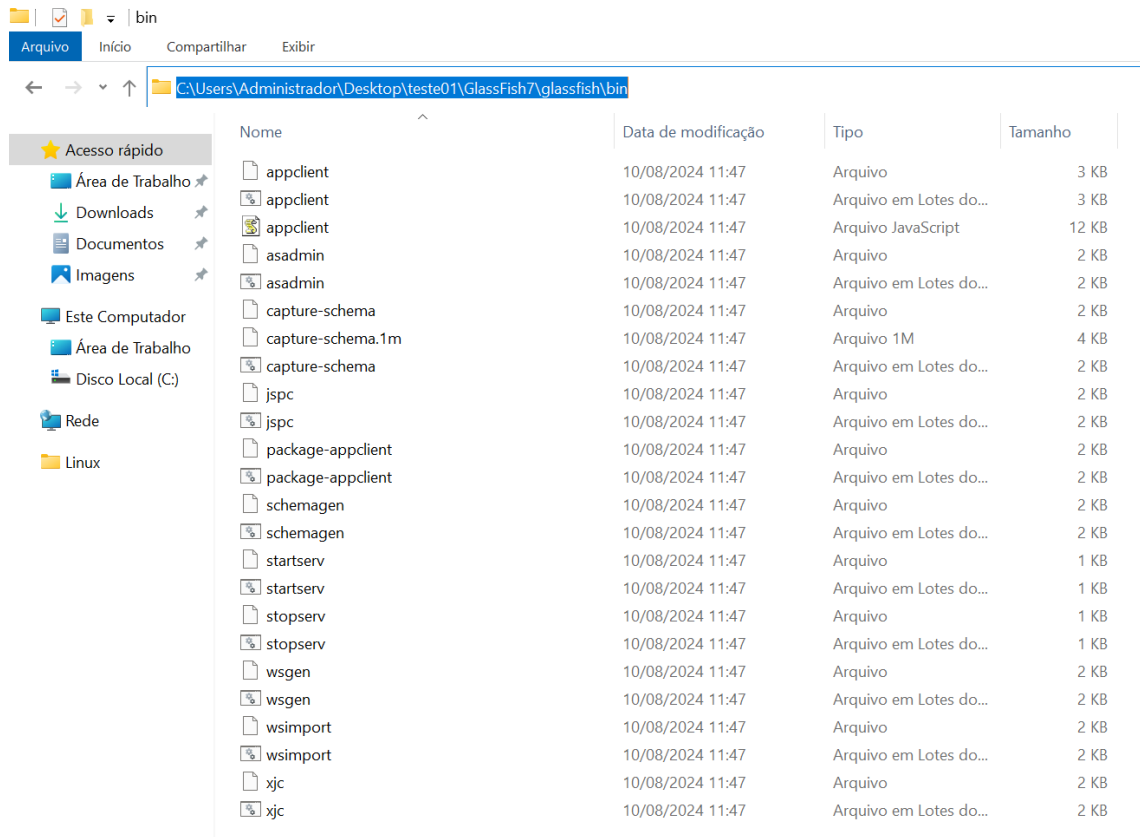 bin
Arquivo Início Compartilhar Exibir
C:\Users\Administrador\Desktop\teste01\GlassFish7\glassfish\bin
Nome Data de modificação Tipo Tamanho
Acesso rápido
Área de Trabalho
Downloads
Documentos
Imagens
Este Computador
Área de Trabalho
Disco Local (C:)
Rede
Linux
appclient 10/08/2024 11:47 Arquivo 3 KB
appclient 10/08/2024 11:47 Arquivo em Lotes do... 3 KB
appclient 10/08/2024 11:47 Arquivo JavaScript 12 KB
asadmin 10/08/2024 11:47 Arquivo 2 KB
asadmin 10/08/2024 11:47 Arquivo em Lotes do... 2 KB
capture-schema 10/08/2024 11:47 Arquivo 2 KB
capture-schema.1m 10/08/2024 11:47 Arquivo 1M 4 KB
capture-schema 10/08/2024 11:47 Arquivo em Lotes do... 2 KB
jspc 10/08/2024 11:47 Arquivo 2 KB
jspc 10/08/2024 11:47 Arquivo em Lotes do... 2 KB
package-appclient 10/08/2024 11:47 Arquivo 2 KB
package-appclient 10/08/2024 11:47 Arquivo em Lotes do... 2 KB
schemagen 10/08/2024 11:47 Arquivo 2 KB
schemagen 10/08/2024 11:47 Arquivo em Lotes do... 2 KB
startserv 10/08/2024 11:47 Arquivo 1 KB
startserv 10/08/2024 11:47 Arquivo em Lotes do... 1 KB
stopserv 10/08/2024 11:47 Arquivo 1 KB
stopserv 10/08/2024 11:47 Arquivo em Lotes do... 1 KB
wsgen 10/08/2024 11:47 Arquivo 2 KB
wsgen 10/08/2024 11:47 Arquivo em Lotes do... 2 KB
wsimport 10/08/2024 11:47 Arquivo 2 KB
wsimport 10/08/2024 11:47 Arquivo em Lotes do... 2 KB
xjc 10/08/2024 11:47 Arquivo 2 KB
xjc 10/08/2024 11:47 Arquivo em Lotes do... 2 KB